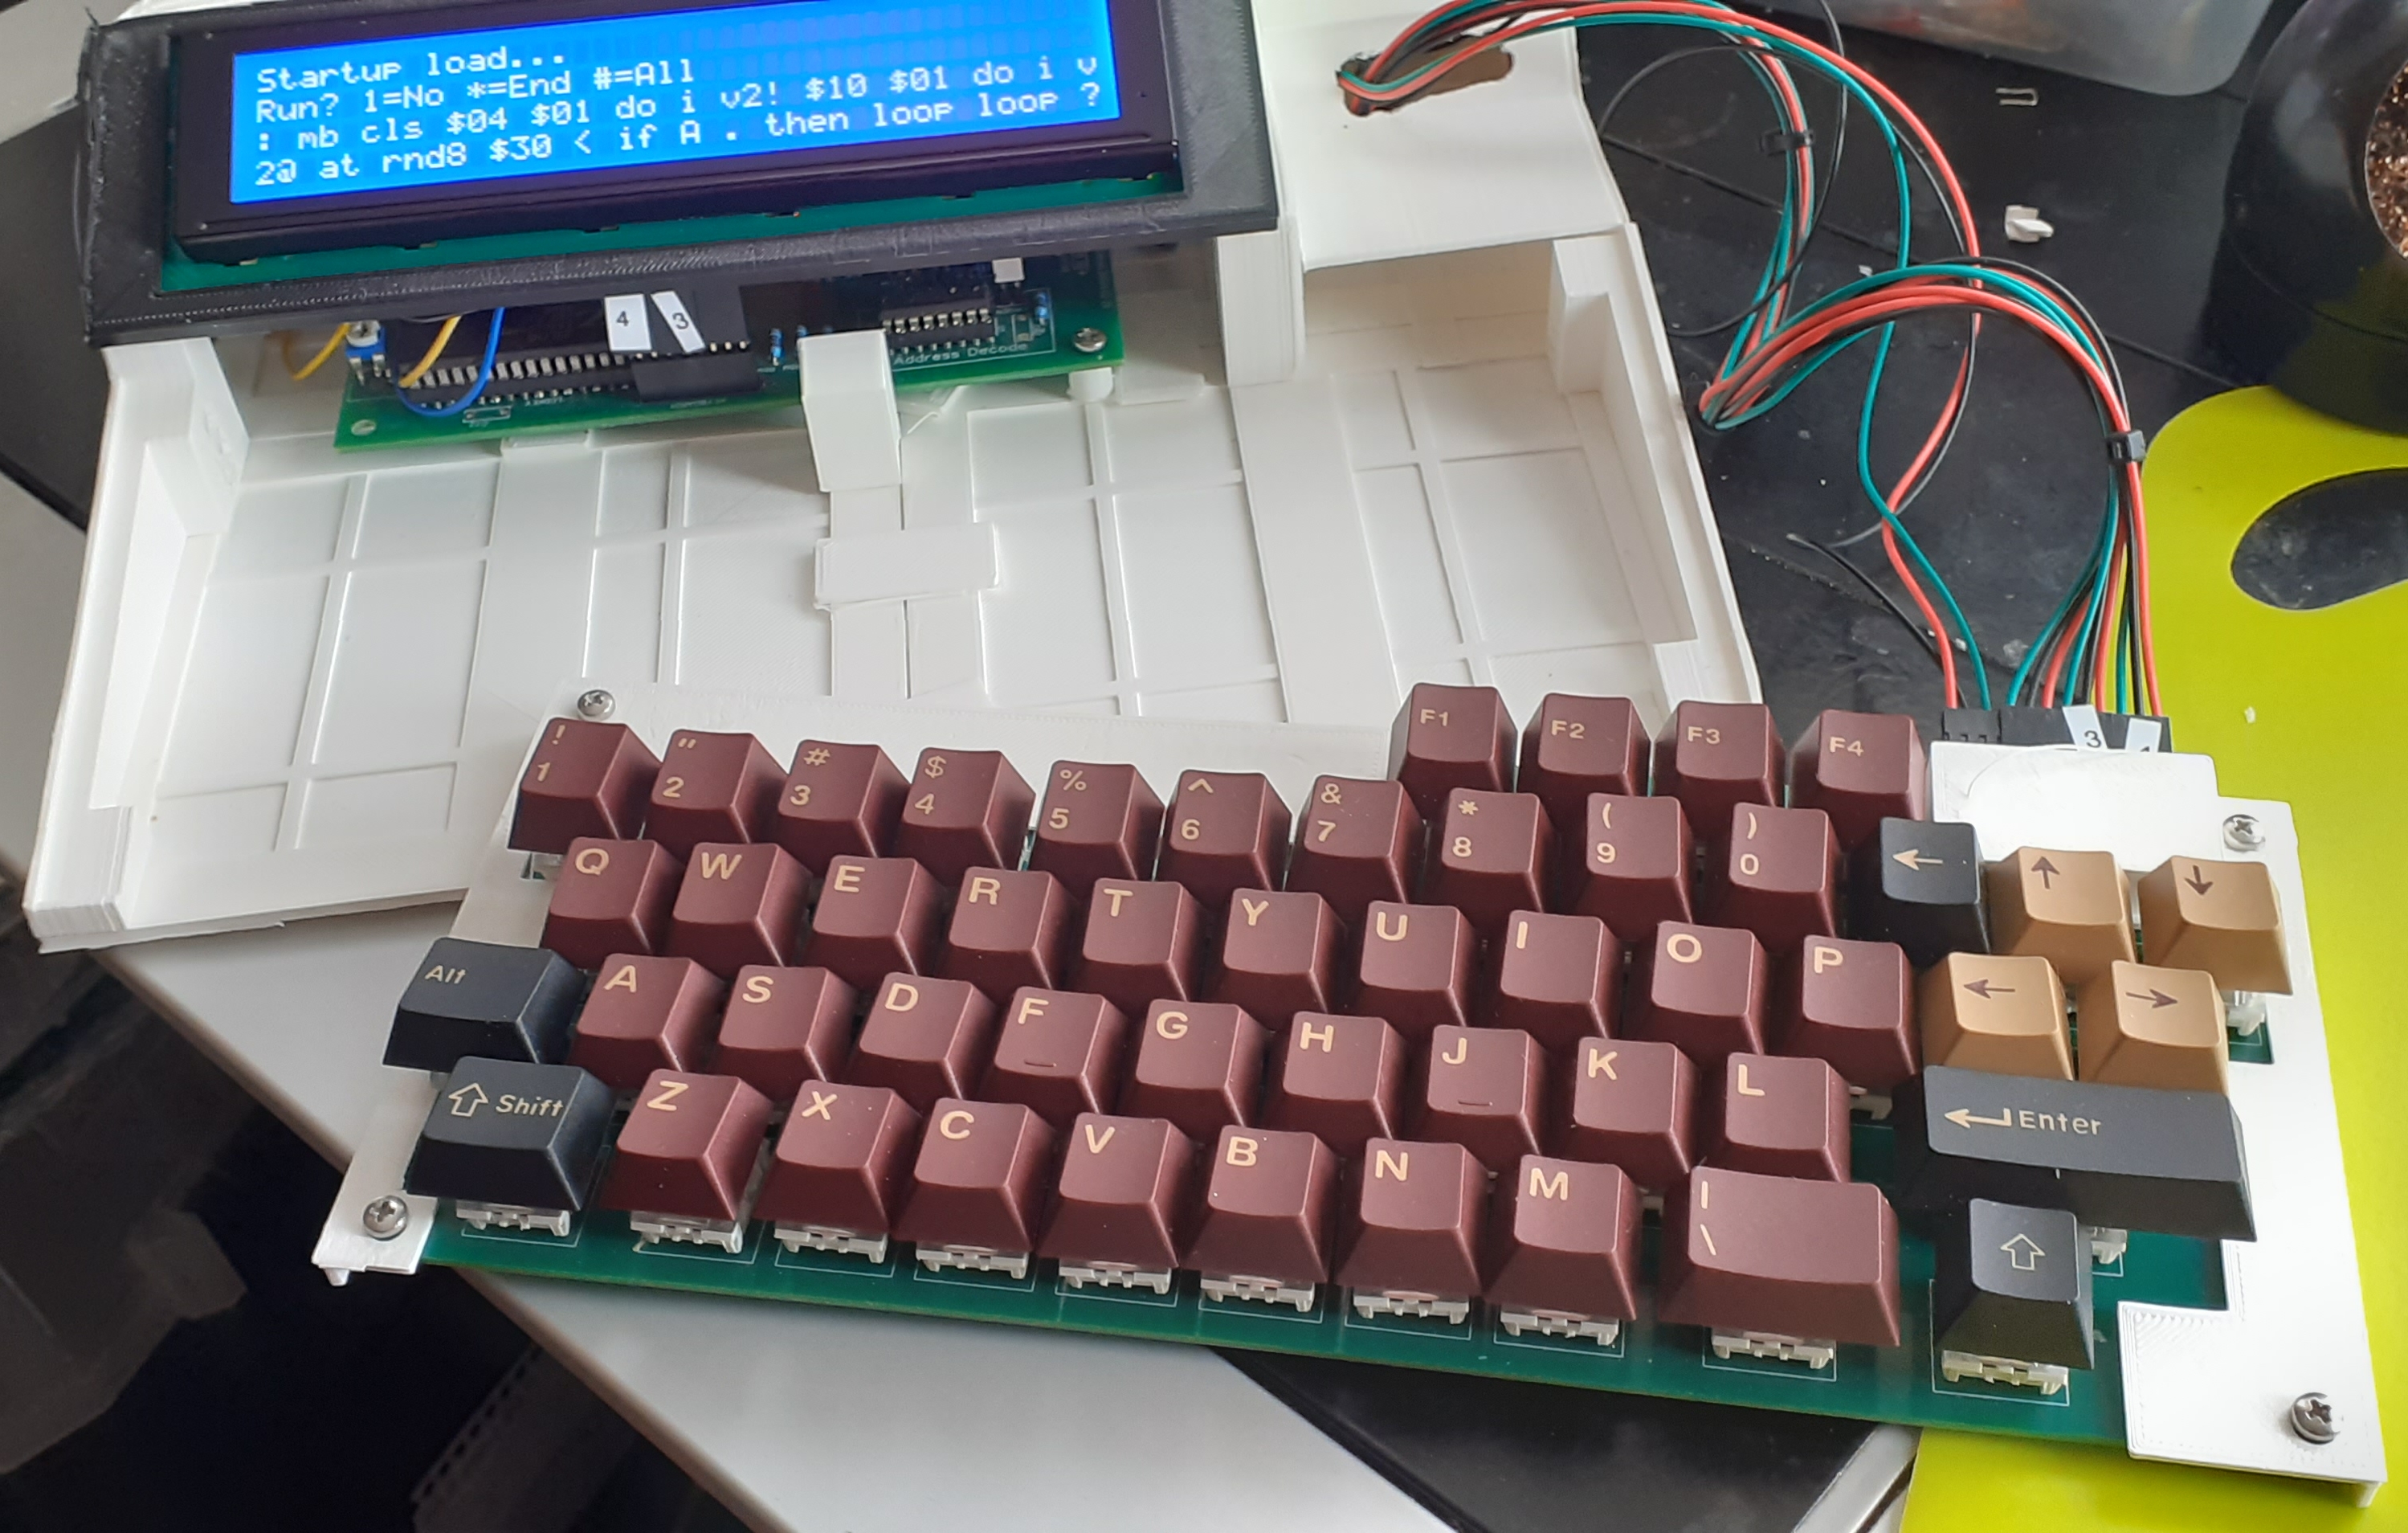 Startup load...
Run? 1=No *=End #=All
: mb cls $04 $01 do i v2! $10 $01 do i v
2@ at rnd8 $30 < if A . then loop loop ?
4 3
Address Decode
F1 F2 F3 F4
3
! " # $ % ^ & * ( )
1 2 3 4 5 6 7 8 9 0 ← ↑ ↓
Q W E R T Y U I O P ← →
Alt A S D F G H J K L ← Enter
⇧ Shift Z X C V B N M | \ ⇧